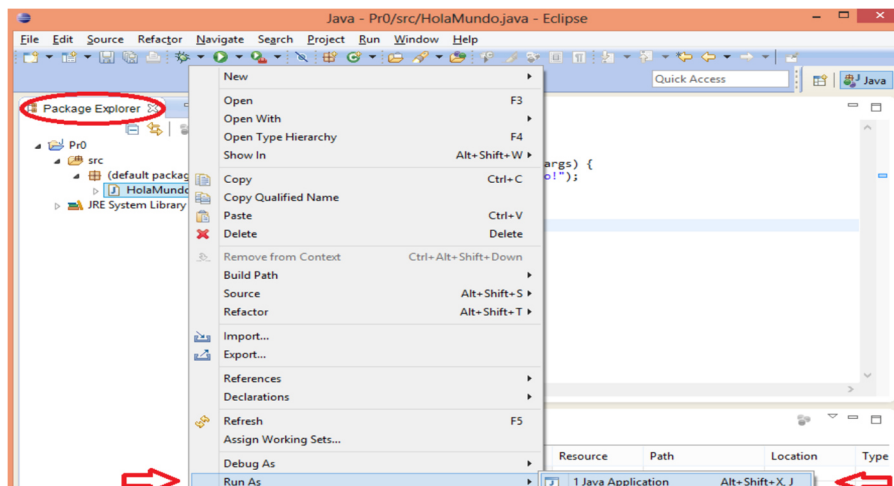 Java - Pr0/src/HolaMundo.java - Eclipse
File Edit Source Refactor Navigate Search Project Run Window Help
Quick Access
Java
Package Explorer
Pr0
src
(default packag
HolaMundo
JRE System Library
New
Open F3
Open With
Open Type Hierarchy F4
Show In Alt+Shift+W
Copy Ctrl+C
Copy Qualified Name
Paste Ctrl+V
Delete Delete
Remove from Context Ctrl+Alt+Shift+Down
Build Path
Source Alt+Shift+S
Refactor Alt+Shift+T
Import...
Export...
References
Declarations
Refresh F5
Assign Working Sets...
Debug As
Run As
args) {
o!");
Resource Path Location Type
1 Java Application Alt+Shift+X, J